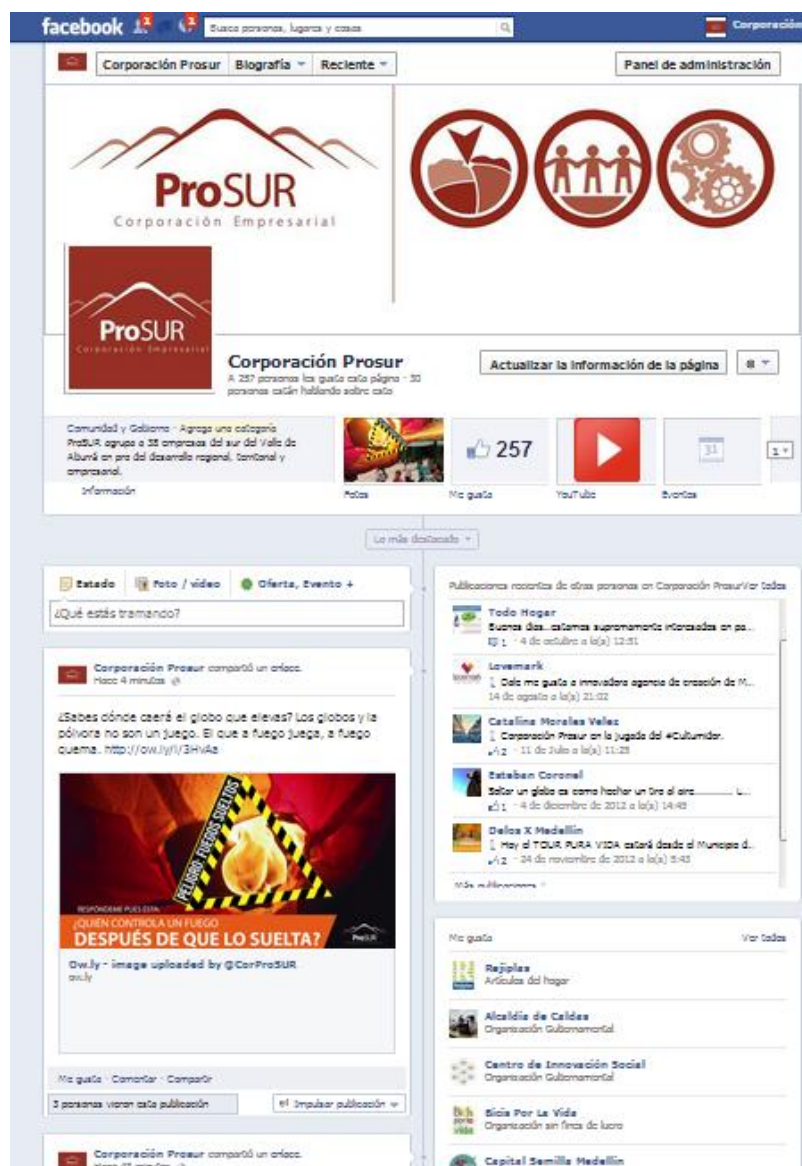 facebook
1
1
Busca personas, lugares y cosas
Corporación
Corporación Prosur
Biografía
Reciente
Panel de administración
ProSUR
Corporación Empresarial
ProSUR
Corporación Empresarial
Corporación Prosur
A 257 personas les gusta esta página · 30
personas están hablando sobre esto
Actualizar la información de la página
Comunidad y Gobierno · Agrega una categoría
ProSUR agrupa a 38 empresas del sur del Valle de
Aburrá en pro del desarrollo regional, territorial y
empresarial.
Información
Fotos
257
Me gusta
YouTube
31
Eventos
1
Lo más destacado
Estado
Foto / video
Oferta, Evento +
¿Qué estás tramando?
Corporación Prosur compartió un enlace.
Hace 4 minutos
¿Sabes dónde caerá el globo que elevas? Los globos y la
pólvora no son un juego. El que a fuego juega, a fuego
quema. http://ow.ly/i/3HvAa
PELIGRO: FUEGOS SUELTOS
RESPONDEME PUES ESTA:
¿QUIÉN CONTROLA UN FUEGO
DESPUÉS DE QUE LO SUELTA?
ProSUR
Ow.ly - image uploaded by @CorProSUR
ow.ly
Me gusta · Comentar · Compartir
personas vieron esta publicación
Impulsar publicación
Corporación Prosur compartió un enlace.
Publicaciones recientes de otras personas en Corporación ProsurVer todas
Todo Hogar
Buenos dias..estamos supremamente interesados en pa...
1 · 4 de octubre a la(s) 12:51
Lovemark
Dale me gusta a innovadora agencia de creación de M...
14 de agosto a la(s) 21:02
Catalina Morales Velez
Corporación Prosur en la jugada del #Cultumidor.
2 · 11 de Julio a la(s) 11:25
Esteban Coronel
Soltar un globo es como hechar un tiro al aire............... L...
1 · 4 de diciembre de 2012 a la(s) 14:49
Delos X Medellin
Hoy el TOUR PURA VIDA estará desde el Municipio d...
2 · 24 de noviembre de 2012 a la(s) 5:43
Más publicaciones
Me gusta
Ver todas
Rejiplas
Artículos del hogar
Alcaldía de Caldas
Organización Gubernamental
Centro de Innovación Social
Organización Gubernamental
Bicis Por La Vida
Organización sin fines de lucro
Capital Semilla Medellín